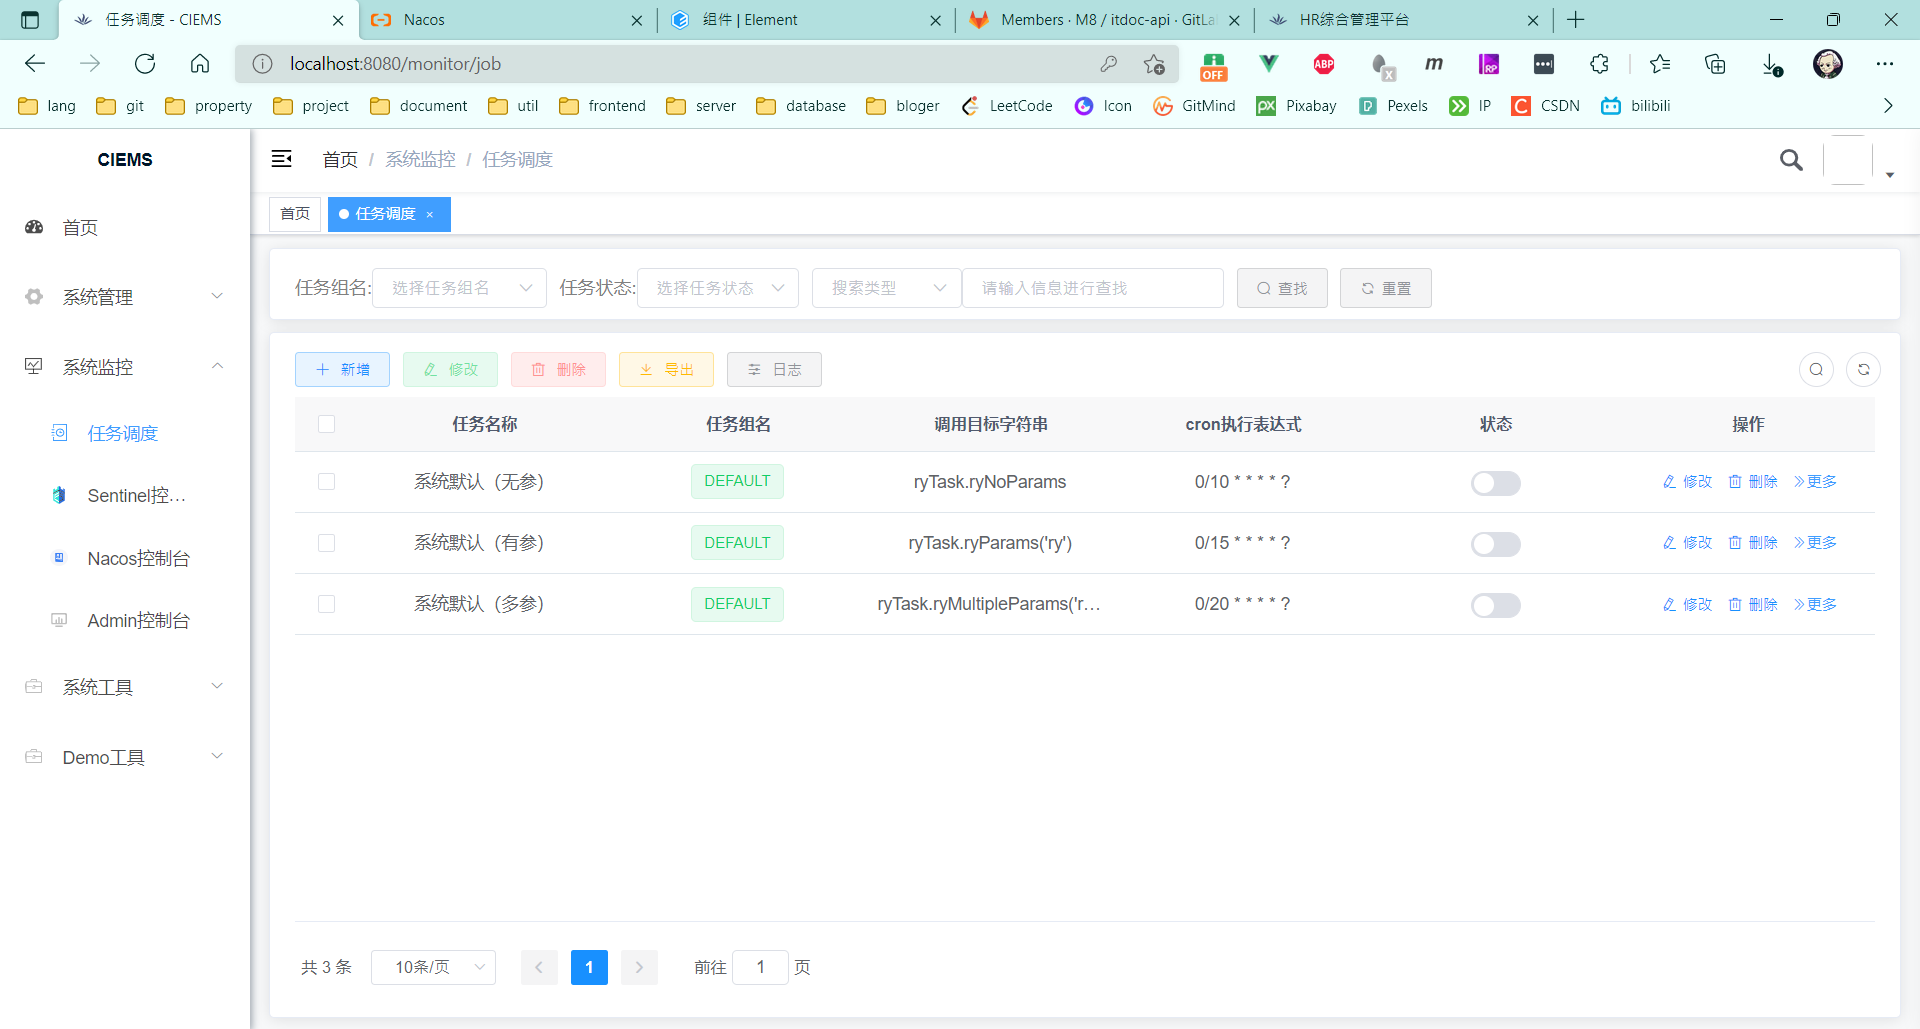 任务调度 - CIEMS
Nacos
组件 | Element
Members · M8 / itdoc-api · GitLa
HR综合管理平台
localhost:8080/monitor/job
OFF
ABP
x
m
RP
lang
git
property
project
document
util
frontend
server
database
bloger
LeetCode
Icon
GitMind
px Pixabay
P Pexels
IP
C CSDN
bilibili
CIEMS
首页 / 系统监控 / 任务调度
首页
任务调度 ×
首页
系统管理
系统监控
任务调度
Sentinel控...
Nacos控制台
Admin控制台
系统工具
Demo工具
任务组名: 选择任务组名 任务状态: 选择任务状态 搜索类型 请输入信息进行查找 查找 重置
新增 修改 删除 导出 日志
任务名称 任务组名 调用目标字符串 cron执行表达式 状态 操作
系统默认（无参） DEFAULT ryTask.ryNoParams 0/10 * * * * ? 修改 删除 更多
系统默认（有参） DEFAULT ryTask.ryParams('ry') 0/15 * * * * ? 修改 删除 更多
系统默认（多参） DEFAULT ryTask.ryMultipleParams('r... 0/20 * * * * ? 修改 删除 更多
共 3 条 10条/页 1 前往 1 页